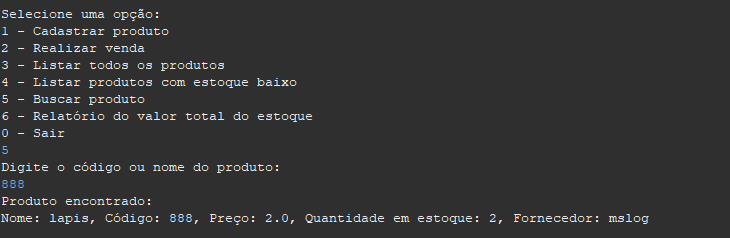 Selecione uma opção:
1 - Cadastrar produto
2 - Realizar venda
3 - Listar todos os produtos
4 - Listar produtos com estoque baixo
5 - Buscar produto
6 - Relatório do valor total do estoque
0 - Sair
5
Digite o código ou nome do produto:
888
Produto encontrado:
Nome: lapis, Código: 888, Preço: 2.0, Quantidade em estoque: 2, Fornecedor: mslog